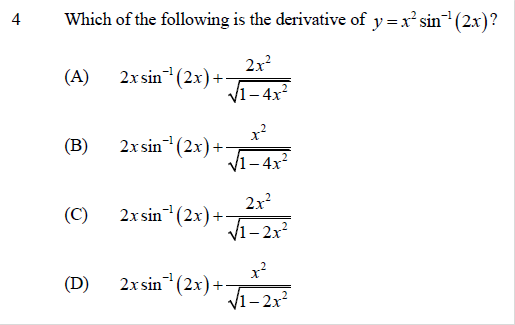 4 Which of the following is the derivative of y = x² sin⁻¹(2x)?
(A) 2x sin⁻¹(2x) + 2x²/√(1 − 4x²)
(B) 2x sin⁻¹(2x) + x²/√(1 − 4x²)
(C) 2x sin⁻¹(2x) + 2x²/√(1 − 2x²)
(D) 2x sin⁻¹(2x) + x²/√(1 − 2x²)